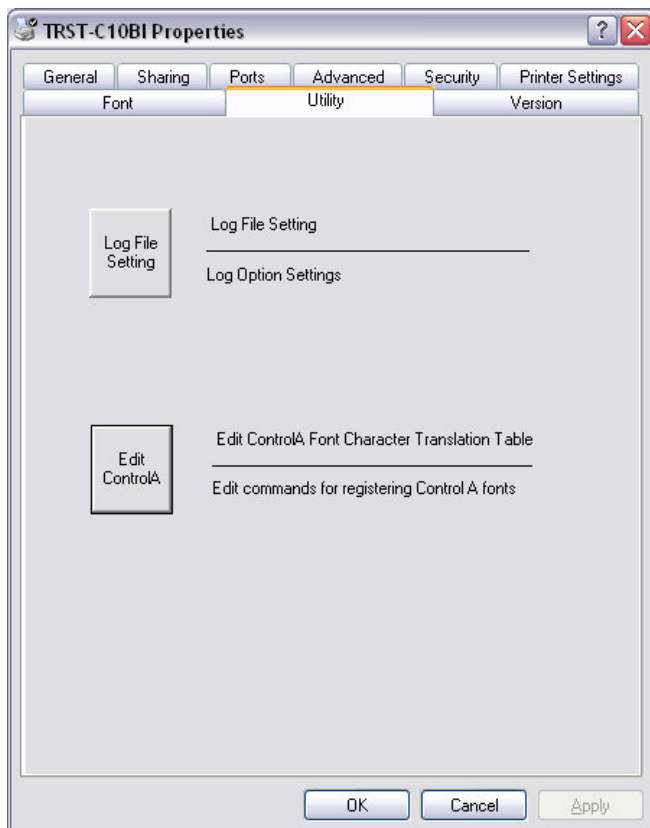 TRST-C10BI Properties
?
General Sharing Ports Advanced Security Printer Settings
Font Utility Version
Log File
Setting
Log File Setting
Log Option Settings
Edit
ControlA
Edit ControlA Font Character Translation Table
Edit commands for registering Control A fonts
OK Cancel Apply